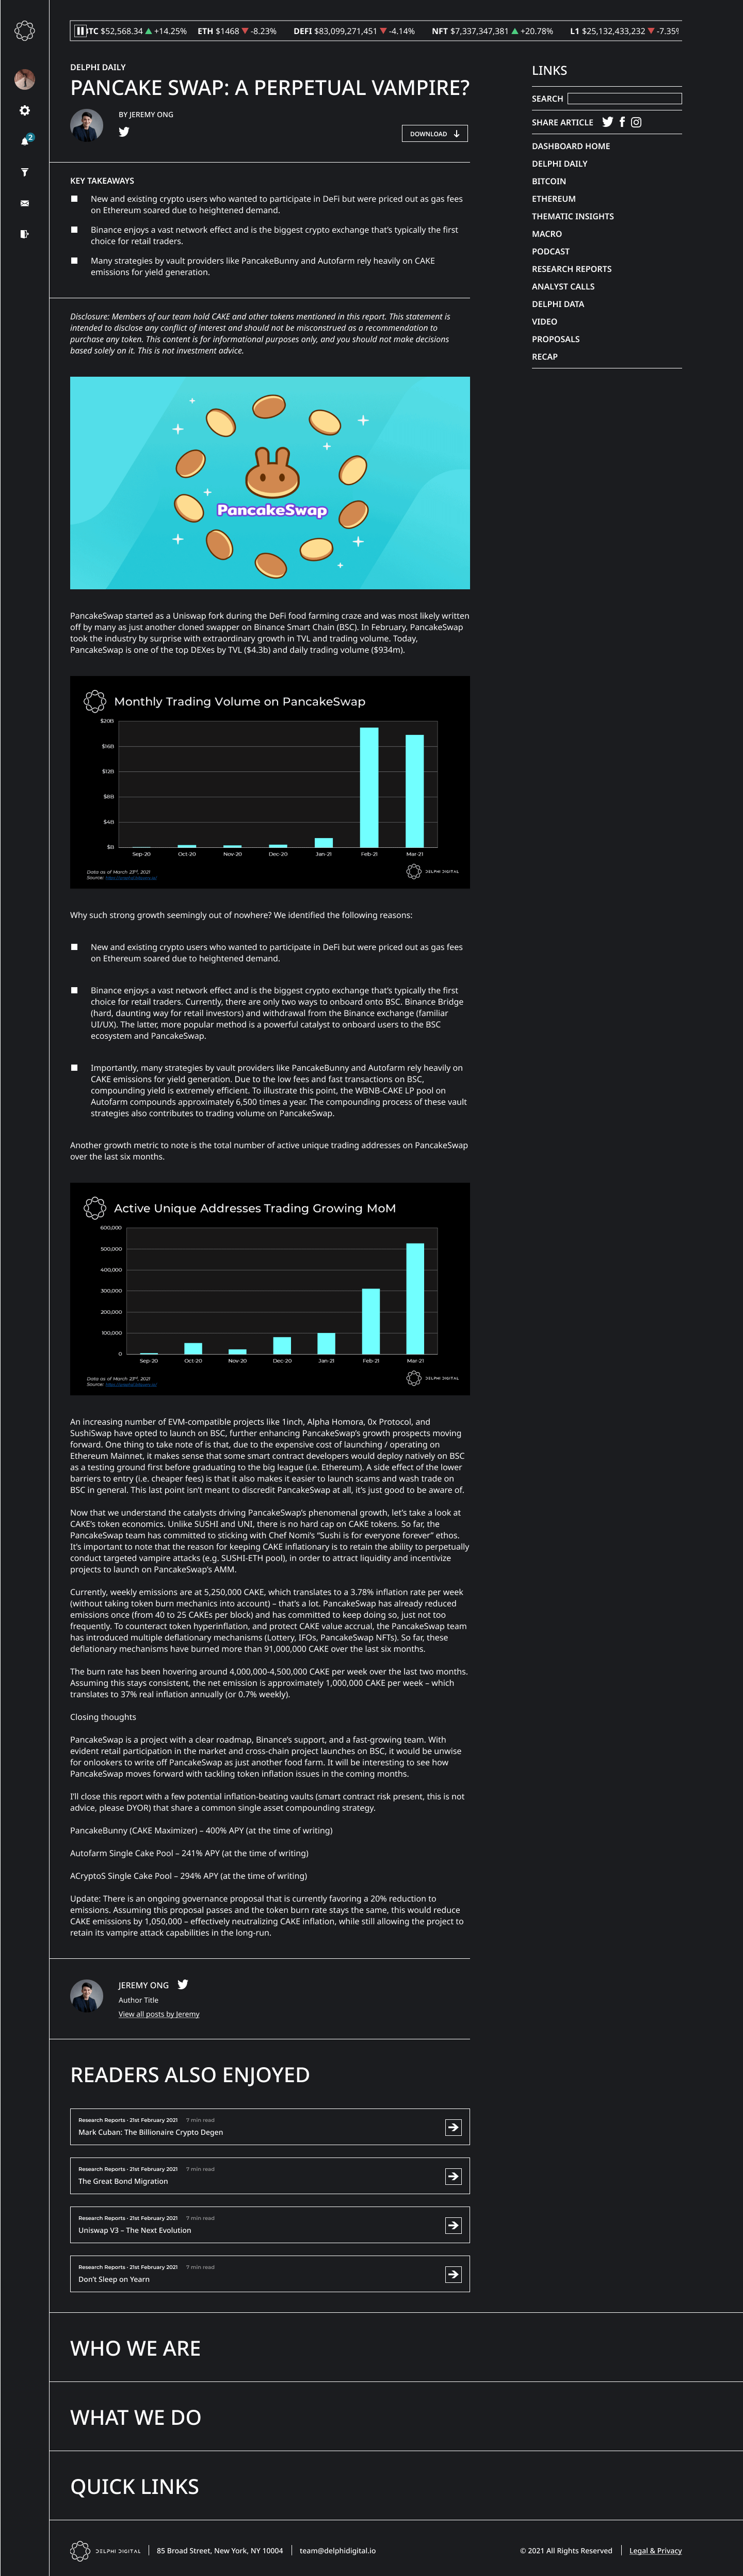 BTC $52,568.34 ▲ +14.25% ETH $1468 ▼ -8.23% DEFI $83,099,271,451 ▼ -4.14% NFT $7,337,347,381 ▲ +20.78% L1 $25,132,433,232 ▼ -7.35%
2
DELPHI DAILY
PANCAKE SWAP: A PERPETUAL VAMPIRE?
BY JEREMY ONG
DOWNLOAD
LINKS
SEARCH
SHARE ARTICLE
DASHBOARD HOME
DELPHI DAILY
BITCOIN
ETHEREUM
THEMATIC INSIGHTS
MACRO
PODCAST
RESEARCH REPORTS
ANALYST CALLS
DELPHI DATA
VIDEO
PROPOSALS
RECAP
KEY TAKEAWAYS
New and existing crypto users who wanted to participate in DeFi but were priced out as gas fees
on Ethereum soared due to heightened demand.
Binance enjoys a vast network effect and is the biggest crypto exchange that's typically the first
choice for retail traders.
Many strategies by vault providers like PancakeBunny and Autofarm rely heavily on CAKE
emissions for yield generation.
Disclosure: Members of our team hold CAKE and other tokens mentioned in this report. This statement is
intended to disclose any conflict of interest and should not be misconstrued as a recommendation to
purchase any token. This content is for informational purposes only, and you should not make decisions
based solely on it. This is not investment advice.
PancakeSwap
PancakeSwap started as a Uniswap fork during the DeFi food farming craze and was most likely written
off by many as just another cloned swapper on Binance Smart Chain (BSC). In February, PancakeSwap
took the industry by surprise with extraordinary growth in TVL and trading volume. Today,
PancakeSwap is one of the top DEXes by TVL ($4.3b) and daily trading volume ($934m).
Monthly Trading Volume on PancakeSwap
$20B
$16B
$12B
$8B
$4B
$B
Sep-20 Oct-20 Nov-20 Dec-20 Jan-21 Feb-21 Mar-21
Data as of March 23rd, 2021
Source:
DELPHI DIGITAL
Why such strong growth seemingly out of nowhere? We identified the following reasons:
New and existing crypto users who wanted to participate in DeFi but were priced out as gas fees
on Ethereum soared due to heightened demand.
Binance enjoys a vast network effect and is the biggest crypto exchange that's typically the first
choice for retail traders. Currently, there are only two ways to onboard onto BSC. Binance Bridge
(hard, daunting way for retail investors) and withdrawal from the Binance exchange (familiar
UI/UX). The latter, more popular method is a powerful catalyst to onboard users to the BSC
ecosystem and PancakeSwap.
Importantly, many strategies by vault providers like PancakeBunny and Autofarm rely heavily on
CAKE emissions for yield generation. Due to the low fees and fast transactions on BSC,
compounding yield is extremely efficient. To illustrate this point, the WBNB-CAKE LP pool on
Autofarm compounds approximately 6,500 times a year. The compounding process of these vault
strategies also contributes to trading volume on PancakeSwap.
Another growth metric to note is the total number of active unique trading addresses on PancakeSwap
over the last six months.
Active Unique Addresses Trading Growing MoM
600,000
500,000
400,000
300,000
200,000
100,000
0
Sep-20 Oct-20 Nov-20 Dec-20 Jan-21 Feb-21 Mar-21
Data as of March 23rd, 2021
Source:
DELPHI DIGITAL
An increasing number of EVM-compatible projects like 1inch, Alpha Homora, 0x Protocol, and
SushiSwap have opted to launch on BSC, further enhancing PancakeSwap's growth prospects moving
forward. One thing to take note of is that, due to the expensive cost of launching / operating on
Ethereum Mainnet, it makes sense that some smart contract developers would deploy natively on BSC
as a testing ground first before graduating to the big league (i.e. Ethereum). A side effect of the lower
barriers to entry (i.e. cheaper fees) is that it also makes it easier to launch scams and wash trade on
BSC in general. This last point isn't meant to discredit PancakeSwap at all, it's just good to be aware of.
Now that we understand the catalysts driving PancakeSwap's phenomenal growth, let's take a look at
CAKE's token economics. Unlike SUSHI and UNI, there is no hard cap on CAKE tokens. So far, the
PancakeSwap team has committed to sticking with Chef Nomi's "Sushi is for everyone forever" ethos.
It's important to note that the reason for keeping CAKE inflationary is to retain the ability to perpetually
conduct targeted vampire attacks (e.g. SUSHI-ETH pool), in order to attract liquidity and incentivize
projects to launch on PancakeSwap's AMM.
Currently, weekly emissions are at 5,250,000 CAKE, which translates to a 3.78% inflation rate per week
(without taking token burn mechanics into account) – that's a lot. PancakeSwap has already reduced
emissions once (from 40 to 25 CAKEs per block) and has committed to keep doing so, just not too
frequently. To counteract token hyperinflation, and protect CAKE value accrual, the PancakeSwap team
has introduced multiple deflationary mechanisms (Lottery, IFOs, PancakeSwap NFTs). So far, these
deflationary mechanisms have burned more than 91,000,000 CAKE over the last six months.
The burn rate has been hovering around 4,000,000-4,500,000 CAKE per week over the last two months.
Assuming this stays consistent, the net emission is approximately 1,000,000 CAKE per week – which
translates to 37% real inflation annually (or 0.7% weekly).
Closing thoughts
PancakeSwap is a project with a clear roadmap, Binance's support, and a fast-growing team. With
evident retail participation in the market and cross-chain project launches on BSC, it would be unwise
for onlookers to write off PancakeSwap as just another food farm. It will be interesting to see how
PancakeSwap moves forward with tackling token inflation issues in the coming months.
I'll close this report with a few potential inflation-beating vaults (smart contract risk present, this is not
advice, please DYOR) that share a common single asset compounding strategy.
PancakeBunny (CAKE Maximizer) – 400% APY (at the time of writing)
Autofarm Single Cake Pool – 241% APY (at the time of writing)
ACryptoS Single Cake Pool – 294% APY (at the time of writing)
Update: There is an ongoing governance proposal that is currently favoring a 20% reduction to
emissions. Assuming this proposal passes and the token burn rate stays the same, this would reduce
CAKE emissions by 1,050,000 – effectively neutralizing CAKE inflation, while still allowing the project to
retain its vampire attack capabilities in the long-run.
JEREMY ONG
Author Title
View all posts by Jeremy
READERS ALSO ENJOYED
Research Reports - 21st February 2021 7 min read
Mark Cuban: The Billionaire Crypto Degen
Research Reports - 21st February 2021 7 min read
The Great Bond Migration
Research Reports - 21st February 2021 7 min read
Uniswap V3 – The Next Evolution
Research Reports - 21st February 2021 7 min read
Don't Sleep on Yearn
WHO WE ARE
WHAT WE DO
QUICK LINKS
DELPHI DIGITAL | 85 Broad Street, New York, NY 10004 | team@delphidigital.io © 2021 All Rights Reserved | Legal & Privacy